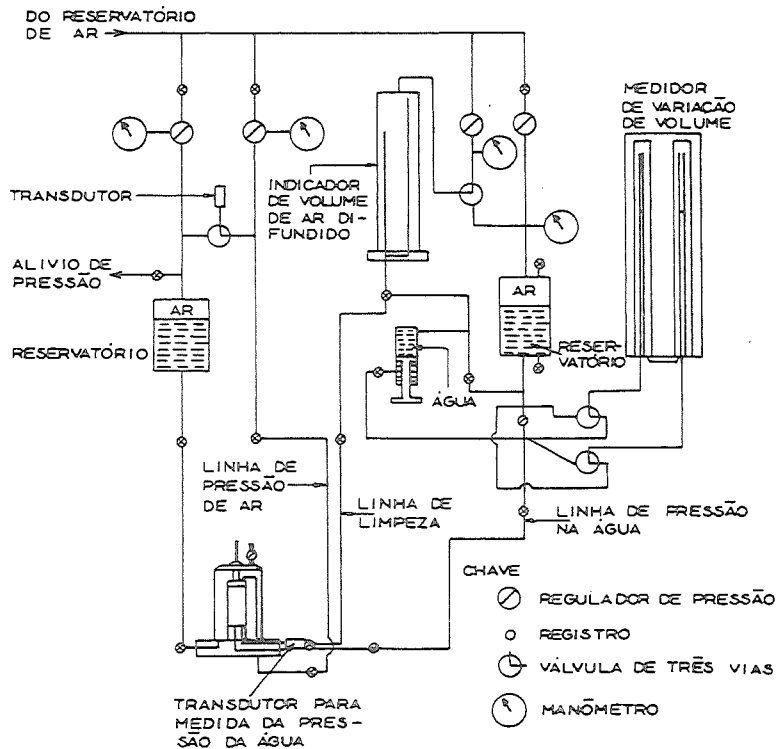 DO RESERVATÓRIO
DE AR
MEDIDOR
DE VARIAÇÃO
DE VOLUME
TRANSDUTOR
INDICADOR
DE VOLUME
DE AR DI-
FUNDIDO
ALIVIO DE
PRESSÃO
AR
RESERVATÓRIO
AR
RESER-
VATÓRIO
ÁGUA
LINHA DE
PRESSÃO
DE AR
LINHA DE
LIMPEZA
LINHA DE PRESSÃO
NA ÁGUA
CHAVE
REGULADOR DE PRESSÃO
REGISTRO
VÁLVULA DE TRÊS VIAS
MANÔMETRO
TRANSDUTOR PARA
MEDIDA DA PRES-
SÃO DA ÁGUA